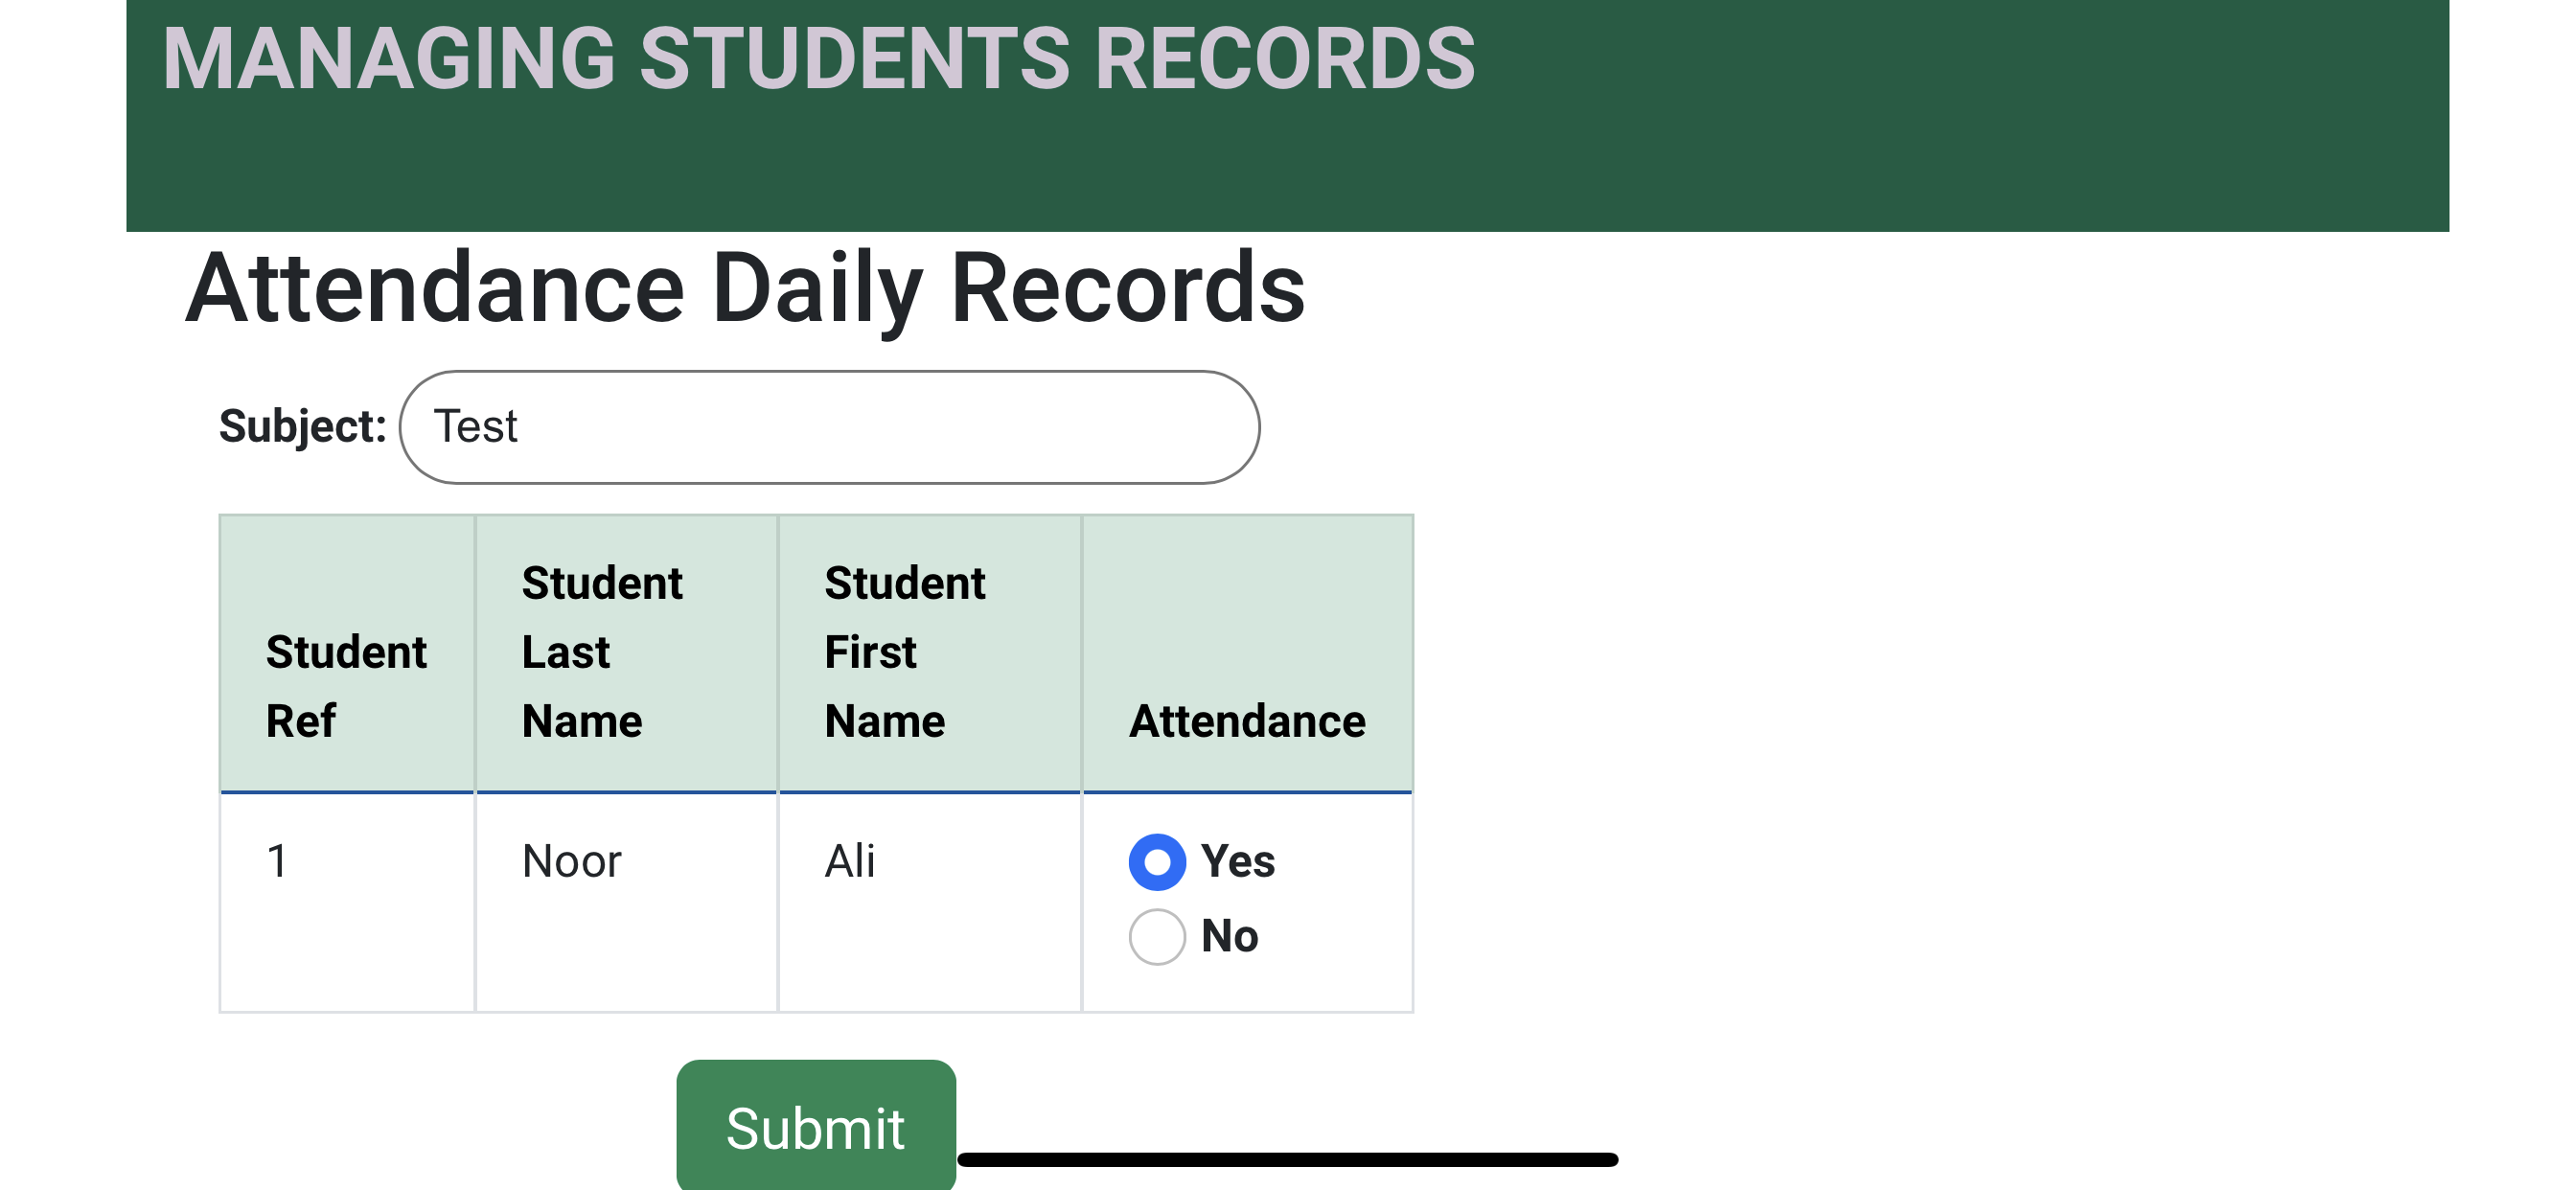 MANAGING STUDENTS RECORDS
Attendance Daily Records
Subject: Test
Student Ref
Student Last Name
Student First Name
Attendance
1 Noor Ali Yes
No
Submit